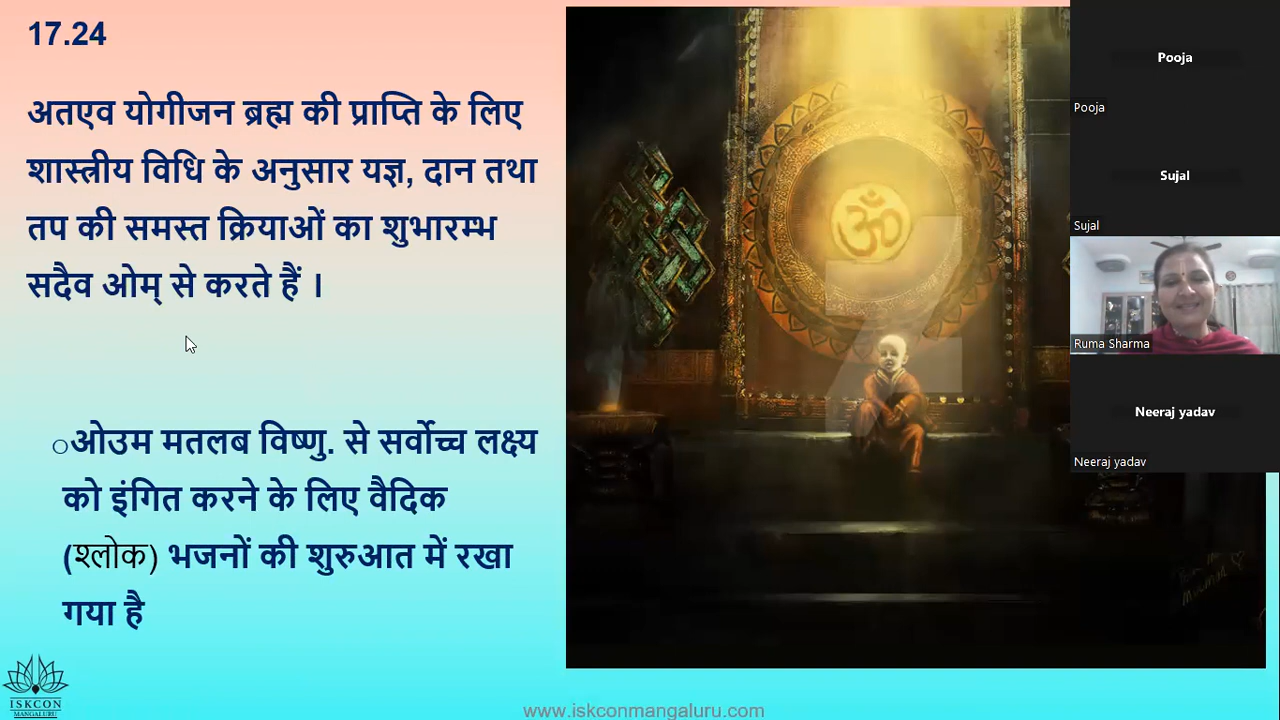 17.24
अतएव योगीजन ब्रह्म की प्राप्ति के लिए
शास्त्रीय विधि के अनुसार यज्ञ, दान तथा
तप की समस्त क्रियाओं का शुभारम्भ
सदैव ओम् से करते हैं ।
ओउम मतलब विष्णु. से सर्वोच्च लक्ष्य
को इंगित करने के लिए वैदिक
(श्लोक) भजनों की शुरुआत में रखा
गया है
ॐ
Pooja
Pooja
Sujal
Sujal
Ruma Sharma
Neeraj yadav
Neeraj yadav
ISKCON
MANGALURU
www.iskconmangaluru.com